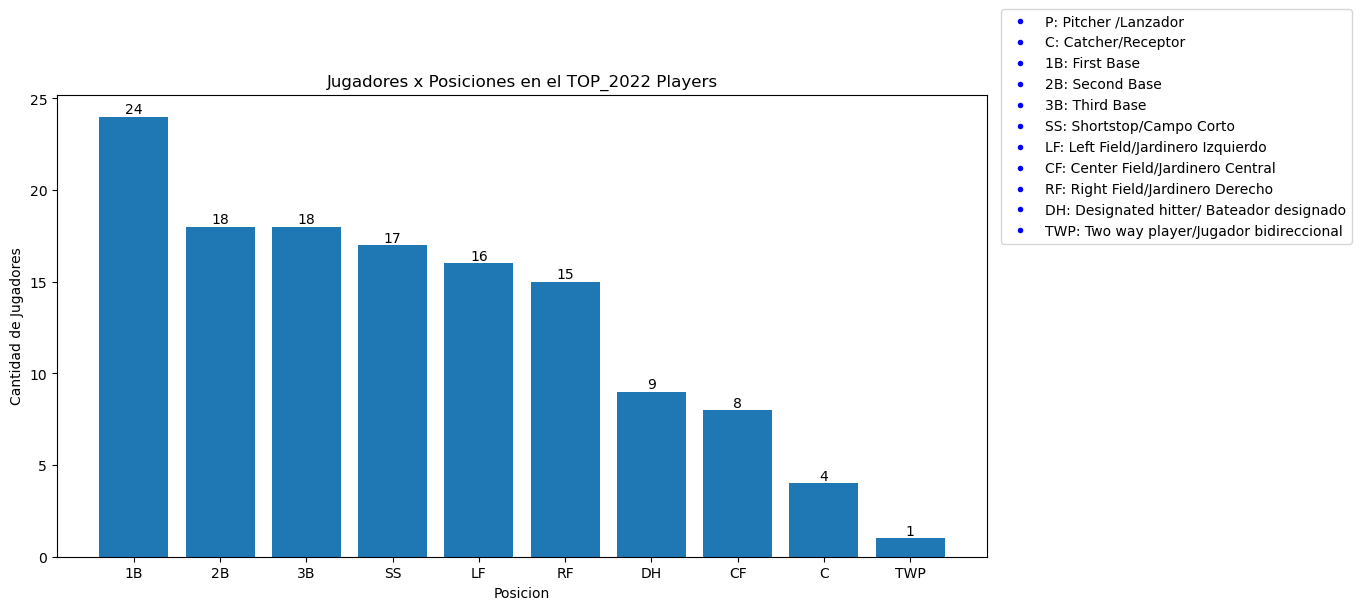 P: Pitcher /Lanzador
C: Catcher/Receptor
1B: First Base
2B: Second Base
3B: Third Base
SS: Shortstop/Campo Corto
LF: Left Field/Jardinero Izquierdo
CF: Center Field/Jardinero Central
RF: Right Field/Jardinero Derecho
DH: Designated hitter/ Bateador designado
TWP: Two way player/Jugador bidireccional
Jugadores x Posiciones en el TOP_2022 Players
Cantidad de Jugadores
25
20
15
10
5
0
24
18
18
17
16
15
9
8
4
1
1B 2B 3B SS LF RF DH CF C TWP
Posicion